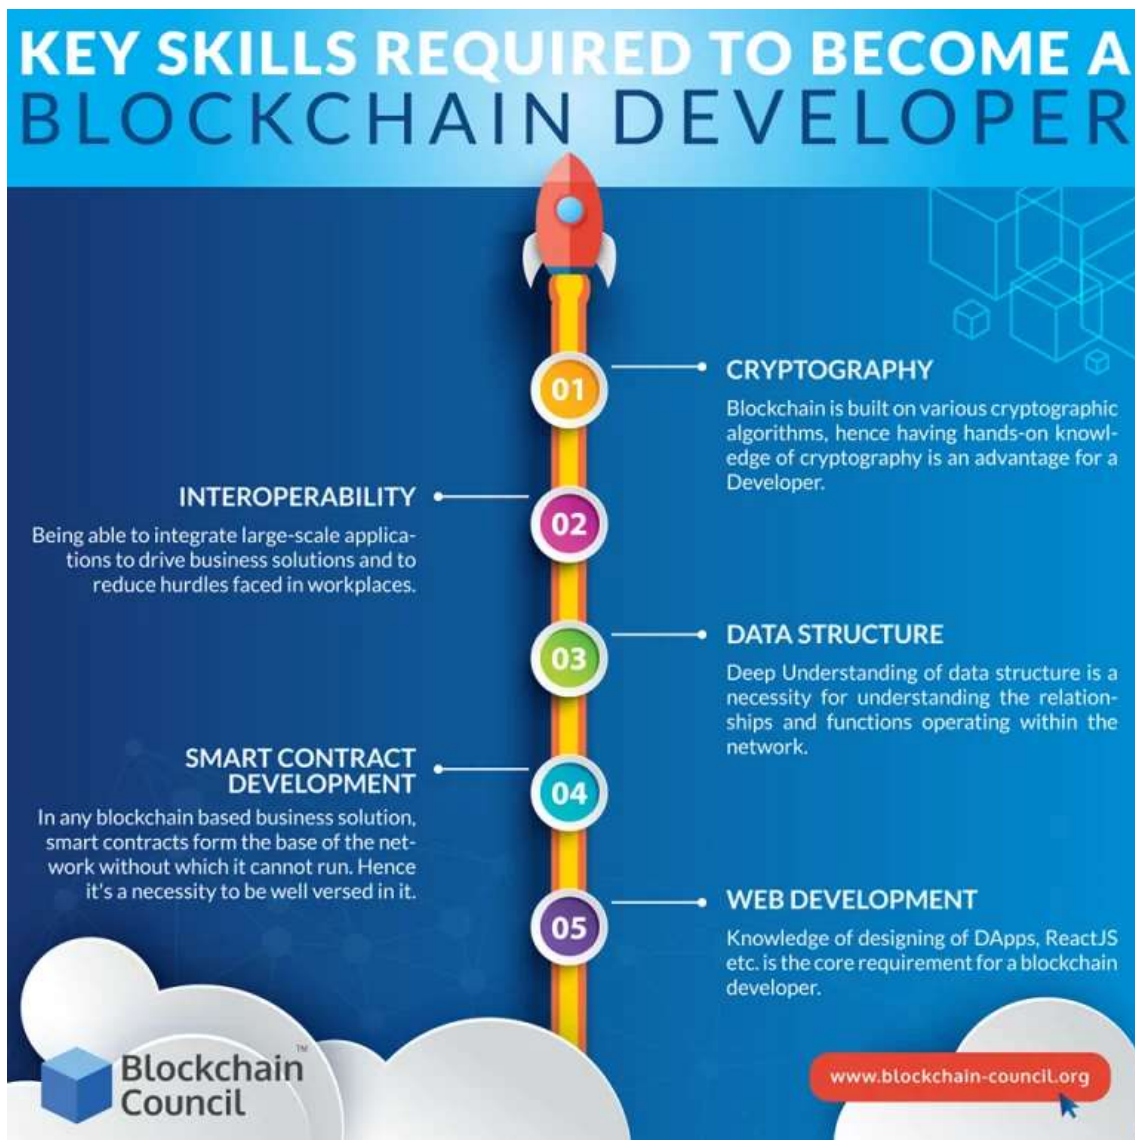 KEY SKILLS REQUIRED TO BECOME A
BLOCKCHAIN DEVELOPER
01
CRYPTOGRAPHY
Blockchain is built on various cryptographic
algorithms, hence having hands-on knowl-
edge of cryptography is an advantage for a
Developer.
INTEROPERABILITY
02
Being able to integrate large-scale applica-
tions to drive business solutions and to
reduce hurdles faced in workplaces.
03
DATA STRUCTURE
Deep Understanding of data structure is a
necessity for understanding the relation-
ships and functions operating within the
network.
SMART CONTRACT
DEVELOPMENT
04
In any blockchain based business solution,
smart contracts form the base of the net-
work without which it cannot run. Hence
it's a necessity to be well versed in it.
05
WEB DEVELOPMENT
Knowledge of designing of DApps, ReactJS
etc. is the core requirement for a blockchain
developer.
Blockchain™
Council
www.blockchain-council.org